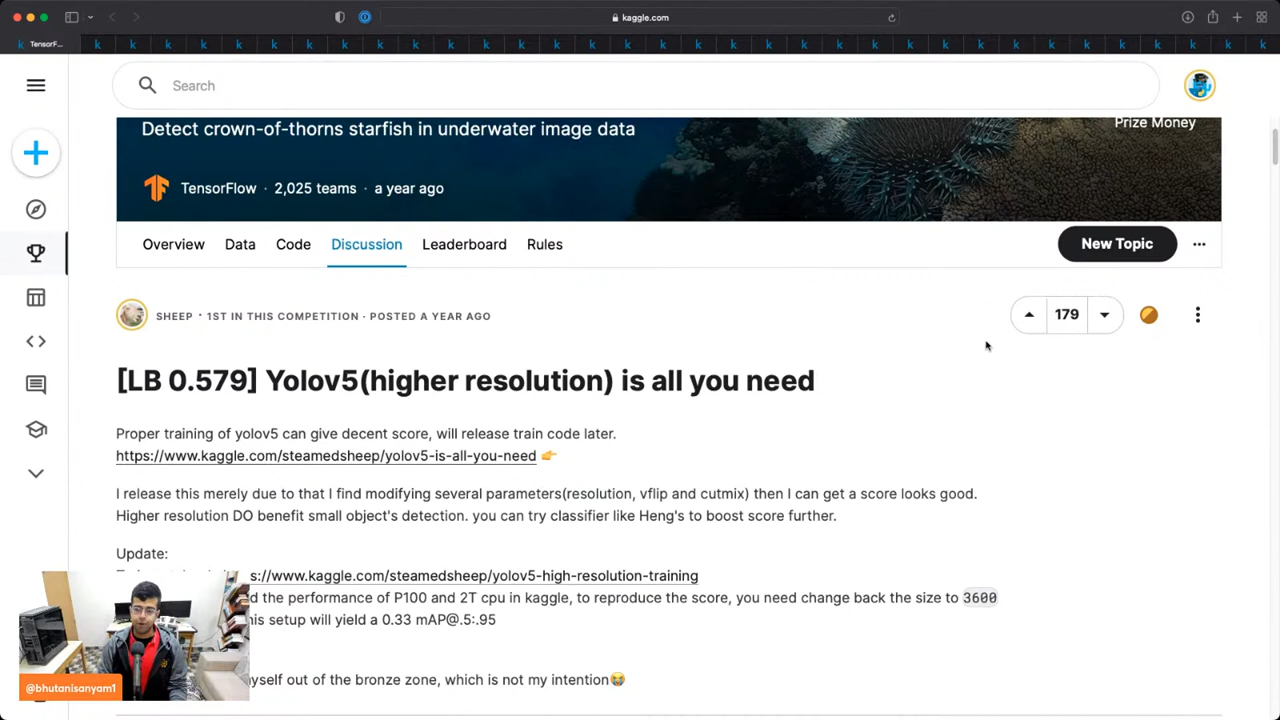 kaggle.com
TensorF...
Search
Detect crown-of-thorns starfish in underwater image data
Prize Money
TensorFlow · 2,025 teams · a year ago
Overview Data Code Discussion Leaderboard Rules
New Topic
SHEEP · 1ST IN THIS COMPETITION · POSTED A YEAR AGO
179
[LB 0.579] Yolov5(higher resolution) is all you need
Proper training of yolov5 can give decent score, will release train code later.
https://www.kaggle.com/steamedsheep/yolov5-is-all-you-need 👉
I release this merely due to that I find modifying several parameters(resolution, vflip and cutmix) then I can get a score looks good.
Higher resolution DO benefit small object's detection. you can try classifier like Heng's to boost score further.
Update:
s://www.kaggle.com/steamedsheep/yolov5-high-resolution-training
d the performance of P100 and 2T cpu in kaggle, to reproduce the score, you need change back the size to 3600
is setup will yield a 0.33 mAP@.5:.95
yself out of the bronze zone, which is not my intention😭
@bhutanisanyam1